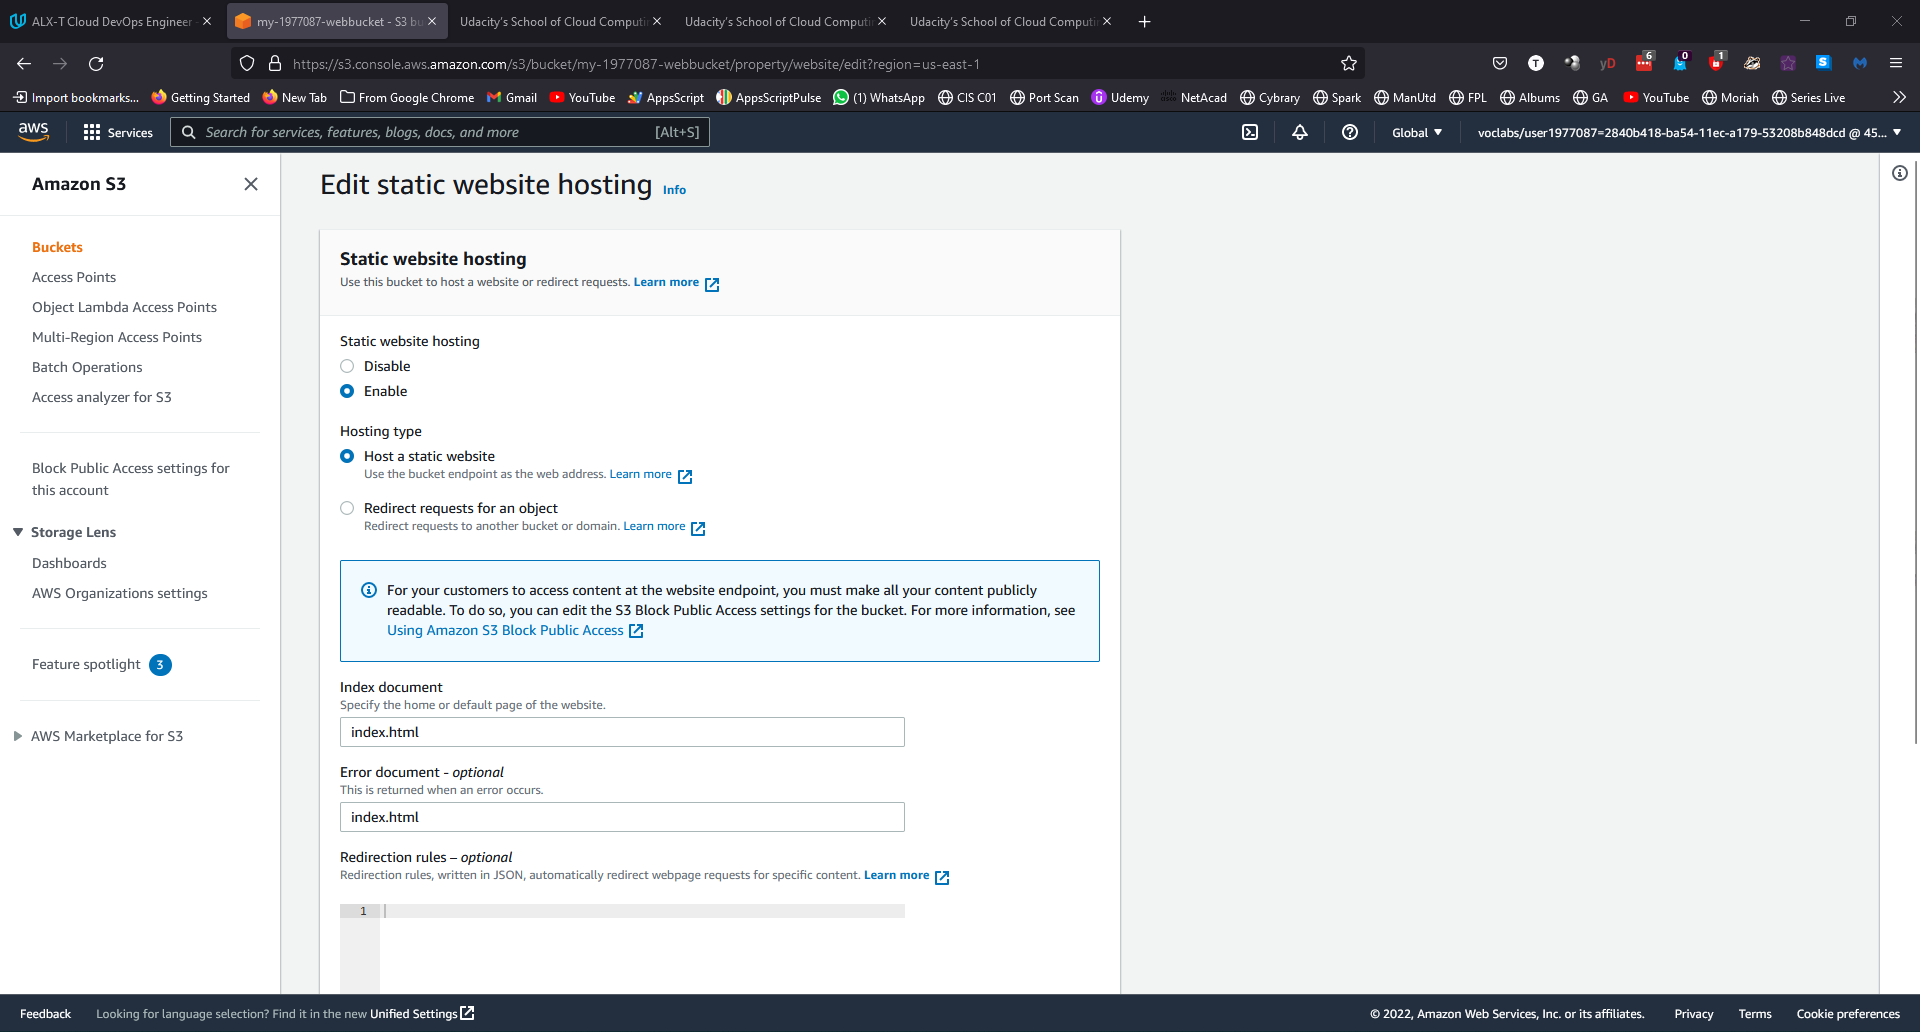 ALX-T Cloud DevOps Engineer
my-1977087-webbucket - S3 bu
Udacity's School of Cloud Computi
Udacity's School of Cloud Computi
Udacity's School of Cloud Computi
https://s3.console.aws.amazon.com/s3/bucket/my-1977087-webbucket/property/website/edit?region=us-east-1
T
yD
6
0
1
S
Import bookmarks...
Getting Started
New Tab
From Google Chrome
Gmail
YouTube
AppsScript
AppsScriptPulse
(1) WhatsApp
CIS C01
Port Scan
Udemy
NetAcad
Cybrary
Spark
ManUtd
FPL
Albums
GA
YouTube
Moriah
Series Live
aws
Services
Search for services, features, blogs, docs, and more
[Alt+S]
Global
voclabs/user1977087=2840b418-ba54-11ec-a179-53208b848dcd @ 45...
Amazon S3
Buckets
Access Points
Object Lambda Access Points
Multi-Region Access Points
Batch Operations
Access analyzer for S3
Block Public Access settings for
this account
Storage Lens
Dashboards
AWS Organizations settings
Feature spotlight 3
AWS Marketplace for S3
Edit static website hosting Info
Static website hosting
Use this bucket to host a website or redirect requests. Learn more
Static website hosting
Disable
Enable
Hosting type
Host a static website
Use the bucket endpoint as the web address. Learn more
Redirect requests for an object
Redirect requests to another bucket or domain. Learn more
For your customers to access content at the website endpoint, you must make all your content publicly
readable. To do so, you can edit the S3 Block Public Access settings for the bucket. For more information, see
Using Amazon S3 Block Public Access
Index document
Specify the home or default page of the website.
index.html
Error document - optional
This is returned when an error occurs.
index.html
Redirection rules – optional
Redirection rules, written in JSON, automatically redirect webpage requests for specific content. Learn more
1
Feedback
Looking for language selection? Find it in the new Unified Settings
© 2022, Amazon Web Services, Inc. or its affiliates.
Privacy
Terms
Cookie preferences